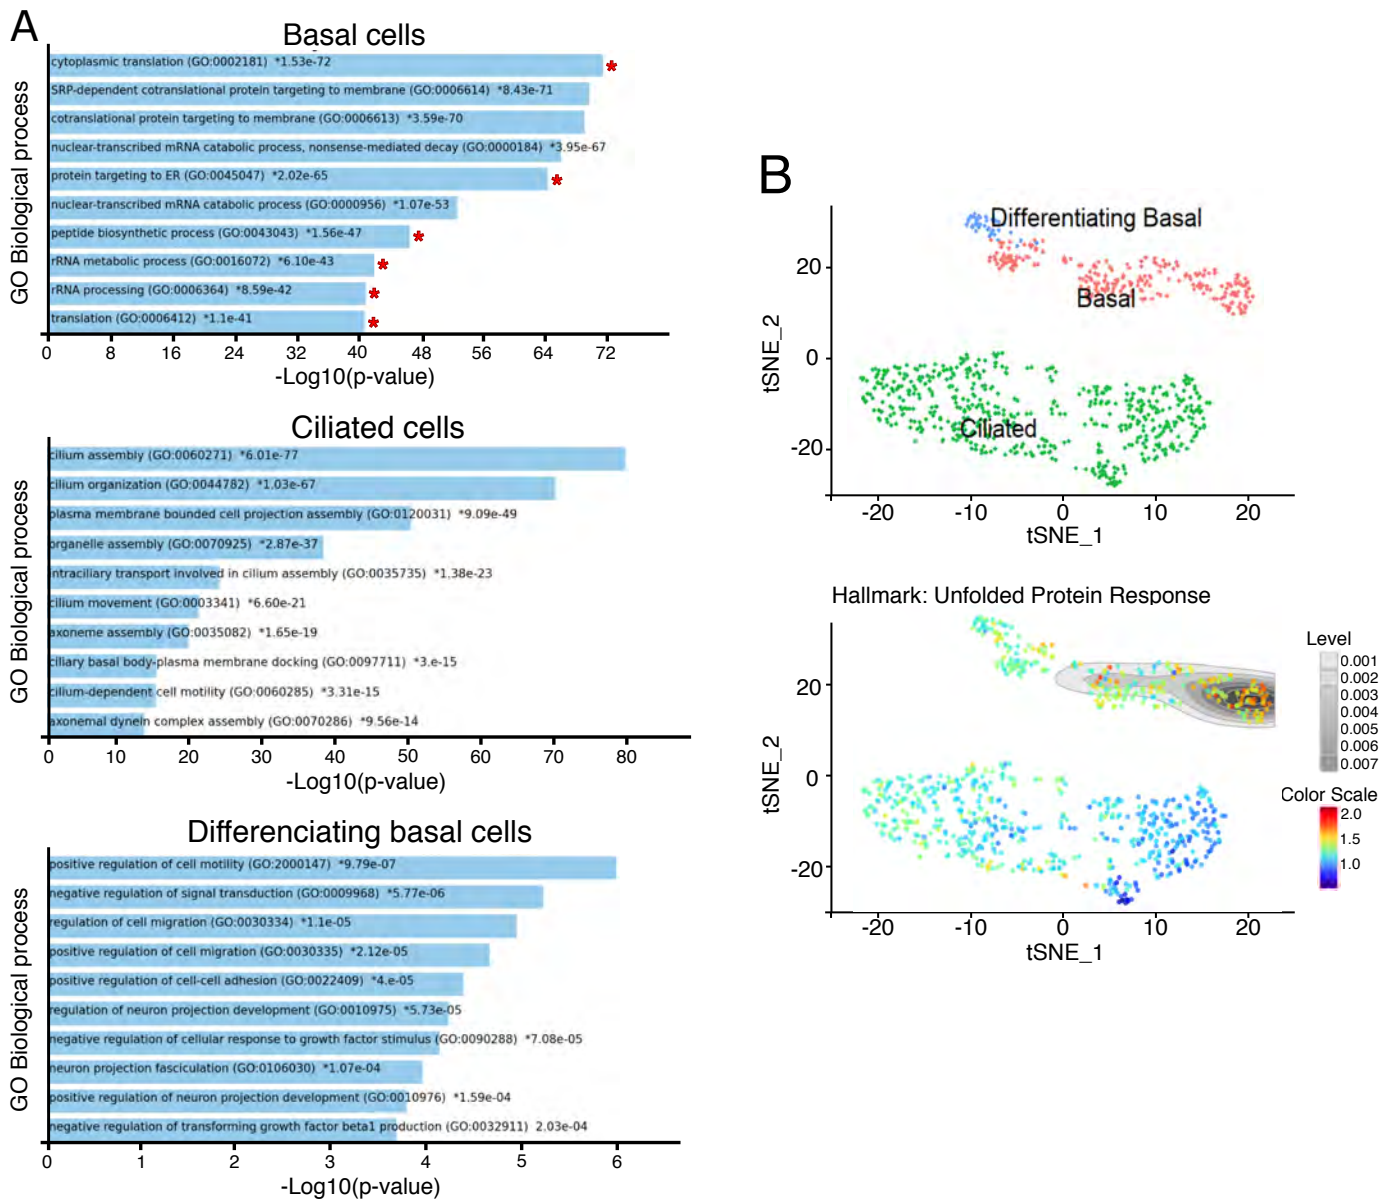 A
Basal cells
GO Biological process
cytoplasmic translation (GO:0002181) *1.53e-72 *
SRP-dependent cotranslational protein targeting to membrane (GO:0006614) *8.43e-71
cotranslational protein targeting to membrane (GO:0006613) *3.59e-70
nuclear-transcribed mRNA catabolic process, nonsense-mediated decay (GO:0000184) *3.95e-67
protein targeting to ER (GO:0045047) *2.02e-65 *
nuclear-transcribed mRNA catabolic process (GO:0000956) *1.07e-53
peptide biosynthetic process (GO:0043043) *1.56e-47 *
rRNA metabolic process (GO:0016072) *6.10e-43 *
rRNA processing (GO:0006364) *8.59e-42 *
translation (GO:0006412) *1.1e-41 *
0 8 16 24 32 40 48 56 64 72
-Log10(p-value)
Ciliated cells
GO Biological process
cilium assembly (GO:0060271) *6.01e-77
cilium organization (GO:0044782) *1.03e-67
plasma membrane bounded cell projection assembly (GO:0120031) *9.09e-49
organelle assembly (GO:0070925) *2.87e-37
intraciliary transport involved in cilium assembly (GO:0035735) *1.38e-23
cilium movement (GO:0003341) *6.60e-21
axoneme assembly (GO:0035082) *1.65e-19
ciliary basal body-plasma membrane docking (GO:0097711) *3.e-15
cilium-dependent cell motility (GO:0060285) *3.31e-15
axonemal dynein complex assembly (GO:0070286) *9.56e-14
0 10 20 30 40 50 60 70 80
-Log10(p-value)
Differenciating basal cells
GO Biological process
positive regulation of cell motility (GO:2000147) *9.79e-07
negative regulation of signal transduction (GO:0009968) *5.77e-06
regulation of cell migration (GO:0030334) *1.1e-05
positive regulation of cell migration (GO:0030335) *2.12e-05
positive regulation of cell-cell adhesion (GO:0022409) *4.e-05
regulation of neuron projection development (GO:0010975) *5.73e-05
negative regulation of cellular response to growth factor stimulus (GO:0090288) *7.08e-05
neuron projection fasciculation (GO:0106030) *1.07e-04
positive regulation of neuron projection development (GO:0010976) *1.59e-04
negative regulation of transforming growth factor beta1 production (GO:0032911) 2.03e-04
0 1 2 3 4 5 6
-Log10(p-value)
B
tSNE_2
20
0
-20
Differentiating Basal
Basal
Ciliated
-20 -10 0 10 20
tSNE_1
Hallmark: Unfolded Protein Response
tSNE_2
20
0
-20
-20 -10 0 10 20
tSNE_1
Level
0.001
0.002
0.003
0.004
0.005
0.006
0.007
Color Scale
2.0
1.5
1.0